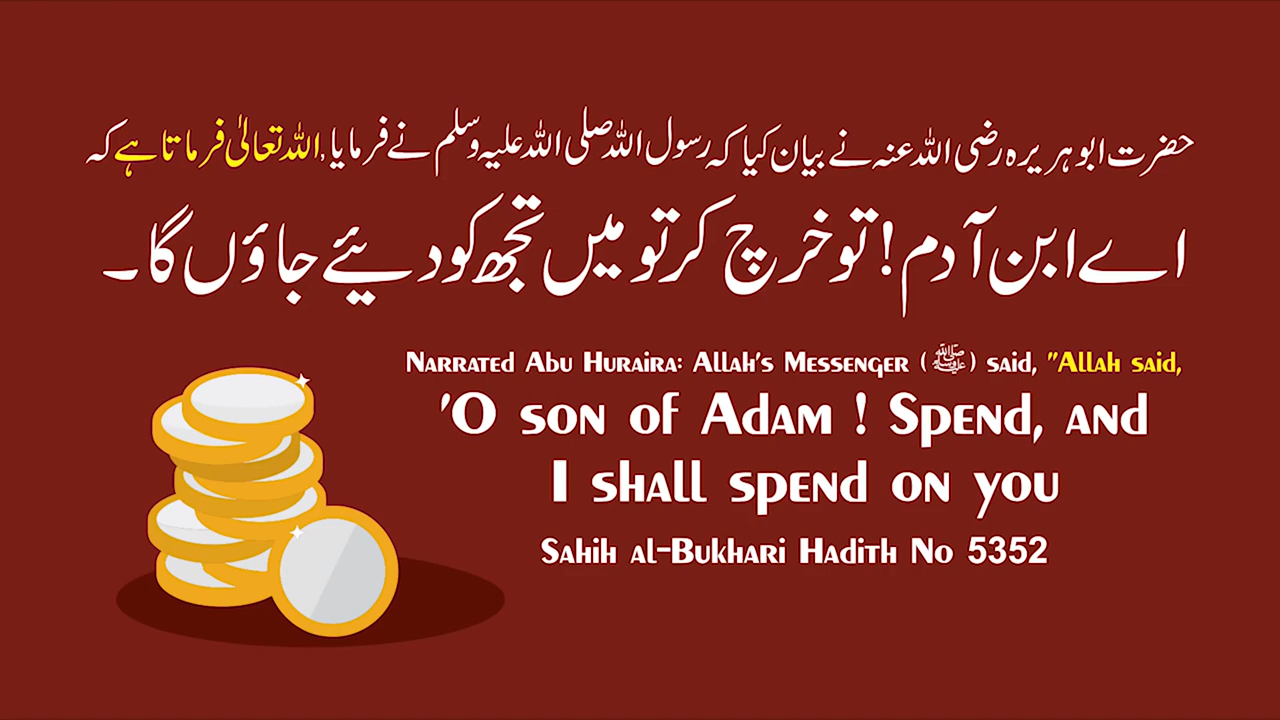 حضرت ابو ہریرہ رضی اللہ عنہ نے بیان کیا کہ رسول اللہ صلی اللہ علیہ وسلم نے فرمایا, اللہ تعالیٰ فرماتا ہے کہ
اے ابن آدم! تو خرچ کر تو میں تجھ کو دیئے جاؤں گا۔
Narrated Abu Huraira: Allah's Messenger (ﷺ) said, "Allah said,
'O son of Adam ! Spend, and
I shall spend on you
Sahih al-Bukhari Hadith No 5352